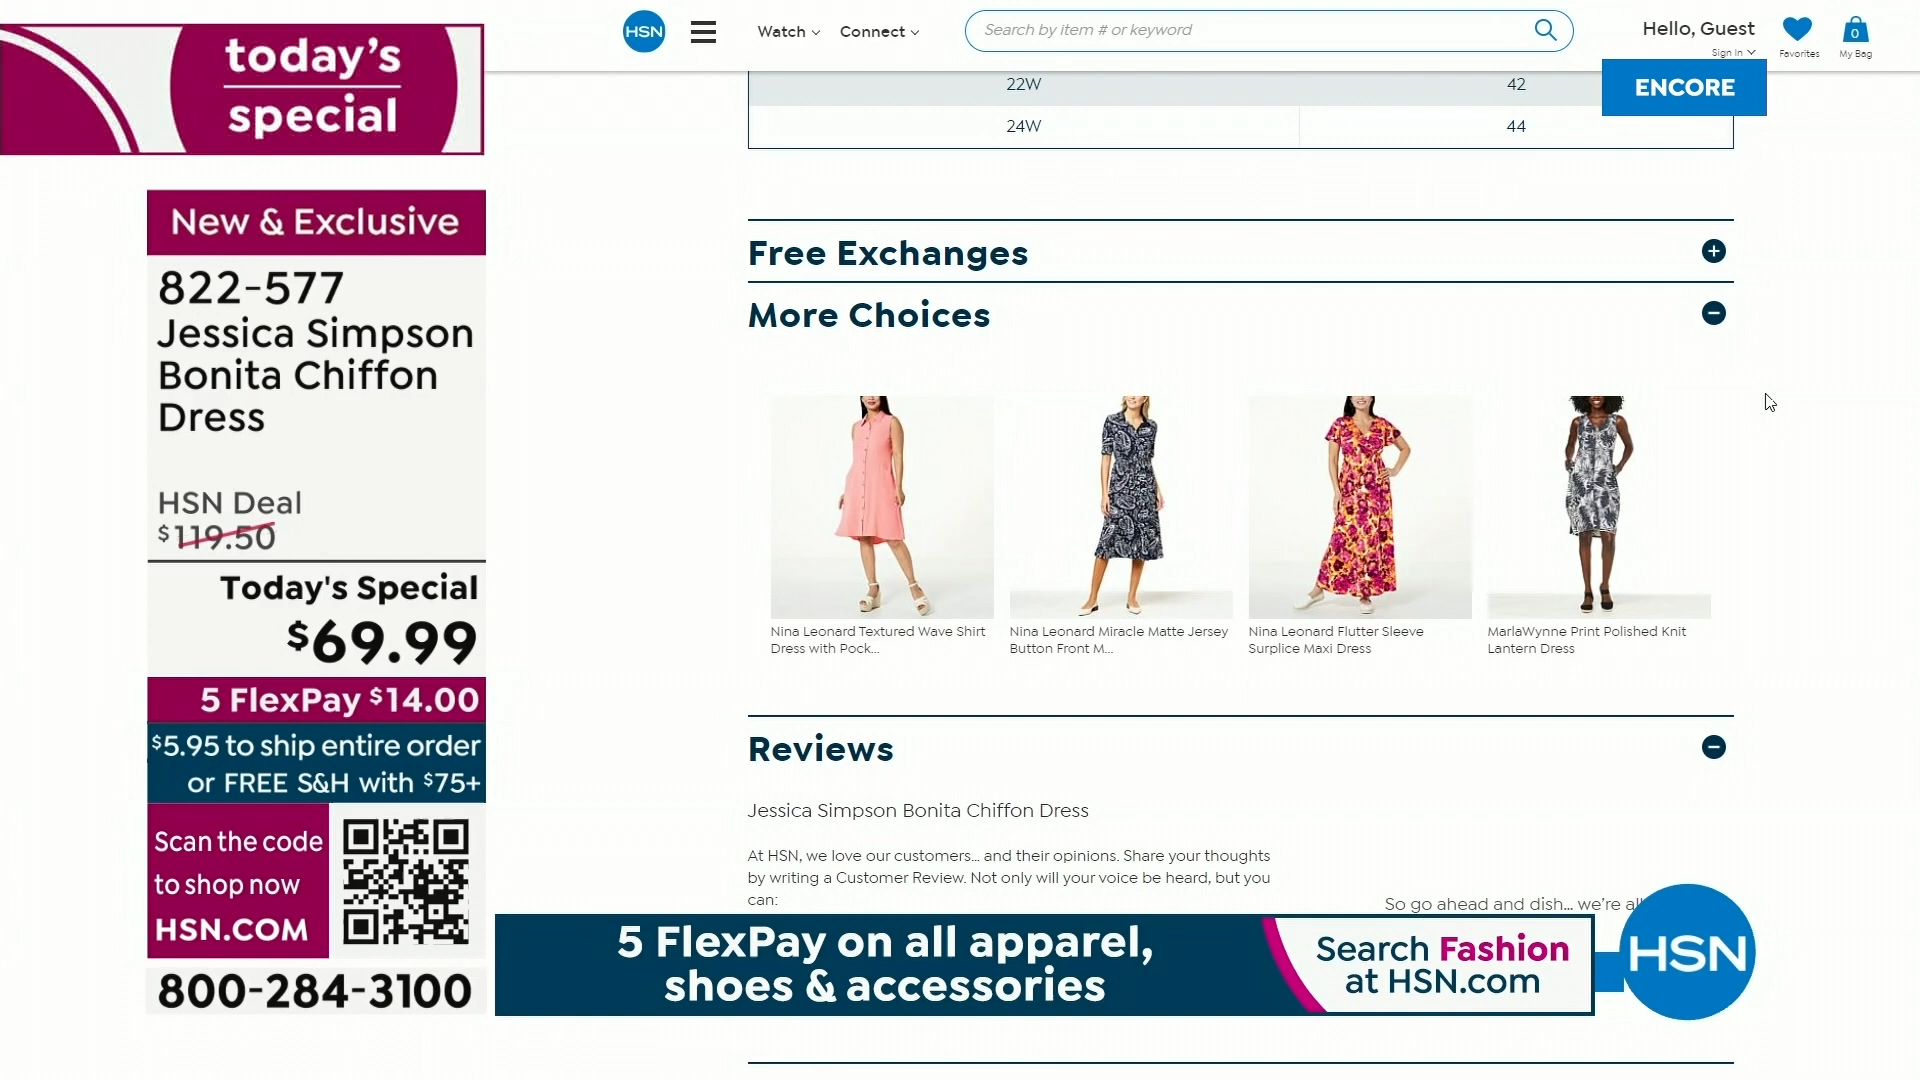 today's
special
New & Exclusive
822-577
Jessica Simpson
Bonita Chiffon
Dress
HSN Deal
$119.50
Today's Special
$69.99
5 FlexPay $14.00
$5.95 to ship entire order
or FREE S&H with $75+
Scan the code
to shop now
HSN.COM
800-284-3100
HSN
Watch
Connect
Search by item # or keyword
Hello, Guest
Sign In
Favorites
0
My Bag
ENCORE
22W 42
24W 44
Free Exchanges
More Choices
Nina Leonard Textured Wave Shirt
Dress with Pock...
Nina Leonard Miracle Matte Jersey
Button Front M...
Nina Leonard Flutter Sleeve
Surplice Maxi Dress
MarlaWynne Print Polished Knit
Lantern Dress
Reviews
Jessica Simpson Bonita Chiffon Dress
At HSN, we love our customers... and their opinions. Share your thoughts
by writing a Customer Review. Not only will your voice be heard, but you
can:
So go ahead and dish... we're all
5 FlexPay on all apparel,
shoes & accessories
Search Fashion
at HSN.com
HSN